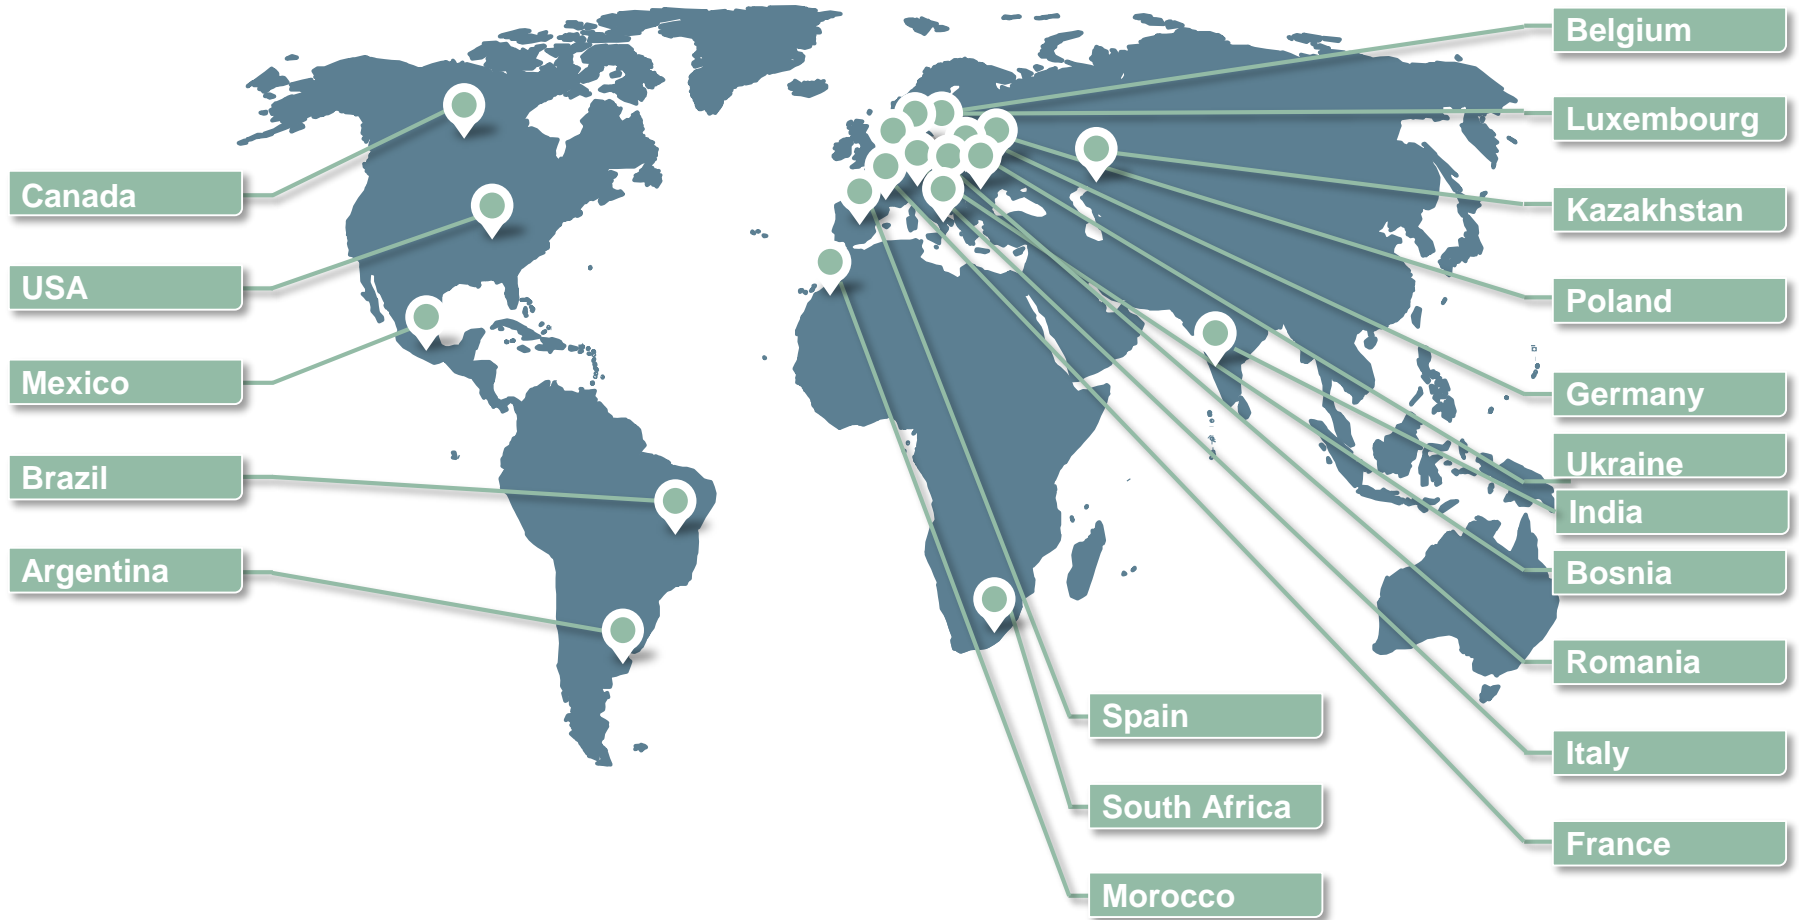 Canada
USA
Mexico
Brazil
Argentina
Spain
South Africa
Morocco
Belgium
Luxembourg
Kazakhstan
Poland
Germany
Ukraine
India
Bosnia
Romania
Italy
France